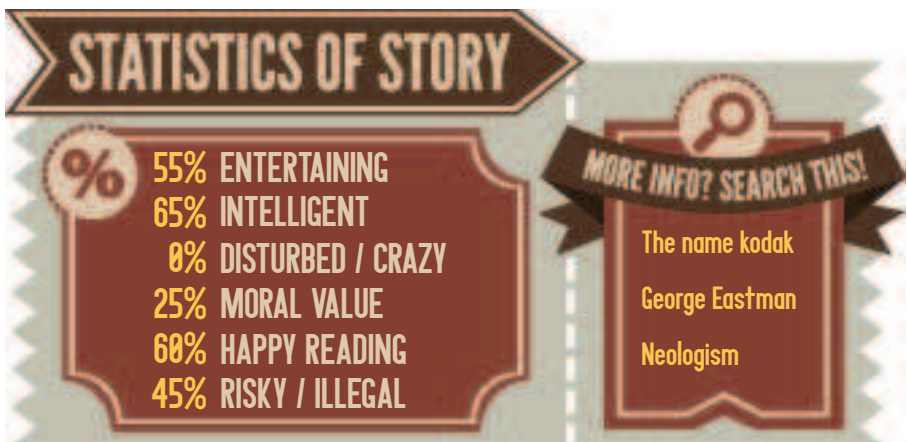 STATISTICS OF STORY
%
55% ENTERTAINING
65% INTELLIGENT
0% DISTURBED / CRAZY
25% MORAL VALUE
60% HAPPY READING
45% RISKY / ILLEGAL
MORE INFO? SEARCH THIS!
The name kodak
George Eastman
Neologism